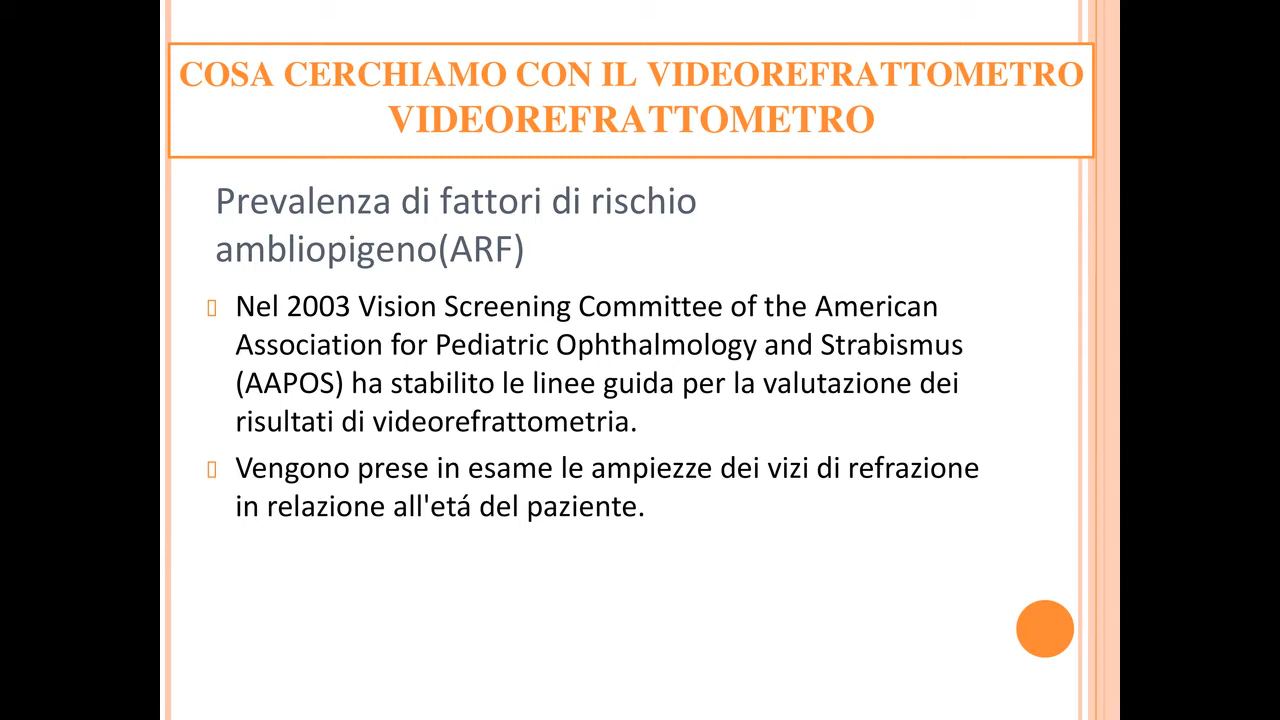 COSA CERCHIAMO CON IL VIDEOREFRATTOMETRO
VIDEOREFRATTOMETRO
Prevalenza di fattori di rischio
ambliopigeno(ARF)
Nel 2003 Vision Screening Committee of the American
Association for Pediatric Ophthalmology and Strabismus
(AAPOS) ha stabilito le linee guida per la valutazione dei
risultati di videorefrattometria.
Vengono prese in esame le ampiezze dei vizi di refrazione
in relazione all'etá del paziente.